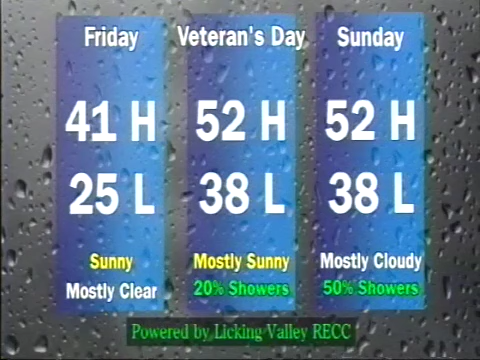 Friday
41 H
25 L
Sunny
Mostly Clear
Veteran's Day
52 H
38 L
Mostly Sunny
20% Showers
Sunday
52 H
38 L
Mostly Cloudy
50% Showers
Powered by Licking Valley RECC